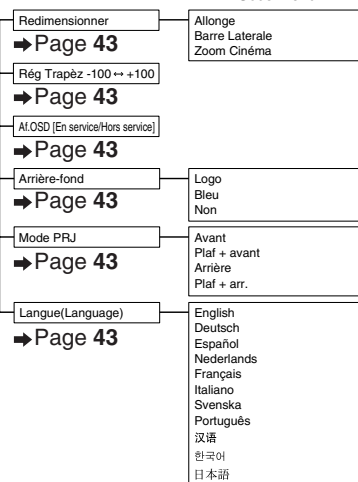 Redimensionner
➡Page 43
Allonge
Barre Laterale
Zoom Cinéma
Rég Trapèz -100 ↔ +100
➡Page 43
Af.OSD [En service/Hors service]
➡Page 43
Arrière-fond
➡Page 43
Logo
Bleu
Non
Mode PRJ
➡Page 43
Avant
Plaf + avant
Arrière
Plaf + arr.
Langue(Language)
➡Page 43
English
Deutsch
Español
Nederlands
Français
Italiano
Svenska
Português
汉语
한국어
日本語